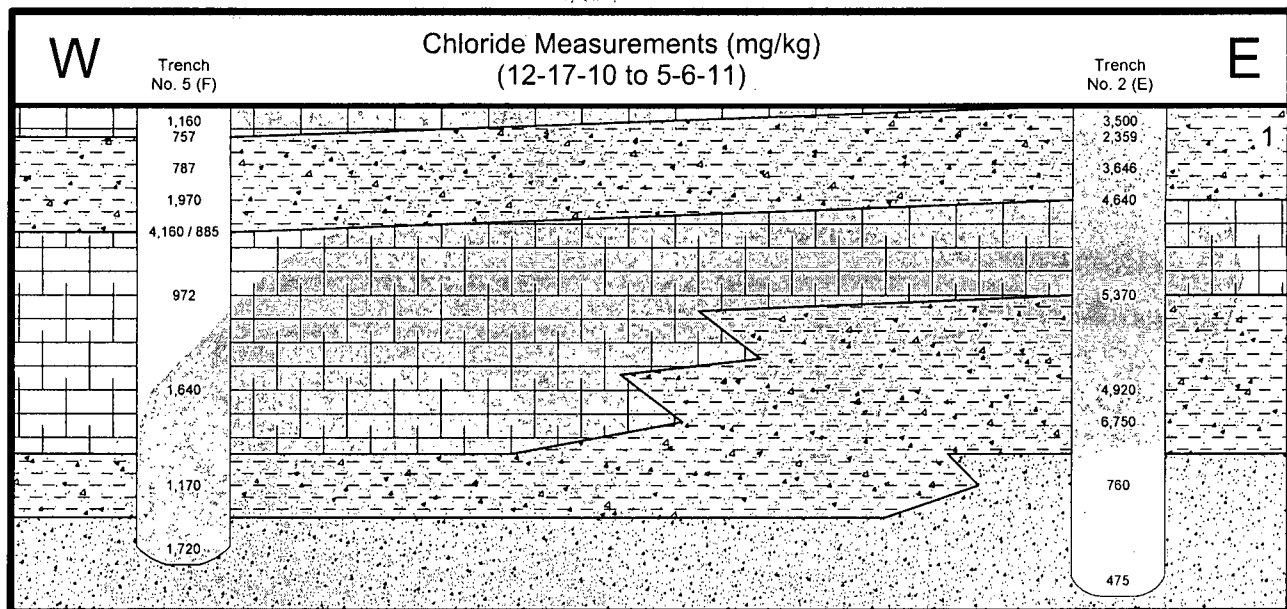 W
Chloride Measurements (mg/kg)
(12-17-10 to 5-6-11)
E
Trench
No. 5 (F)
Trench
No. 2 (E)
1,160
757
787
1,970
4,160 / 885
972
1,640
1,170
1,720
3,500
2,359
3,646
4,640
5,370
4,920
6,750
760
475
1